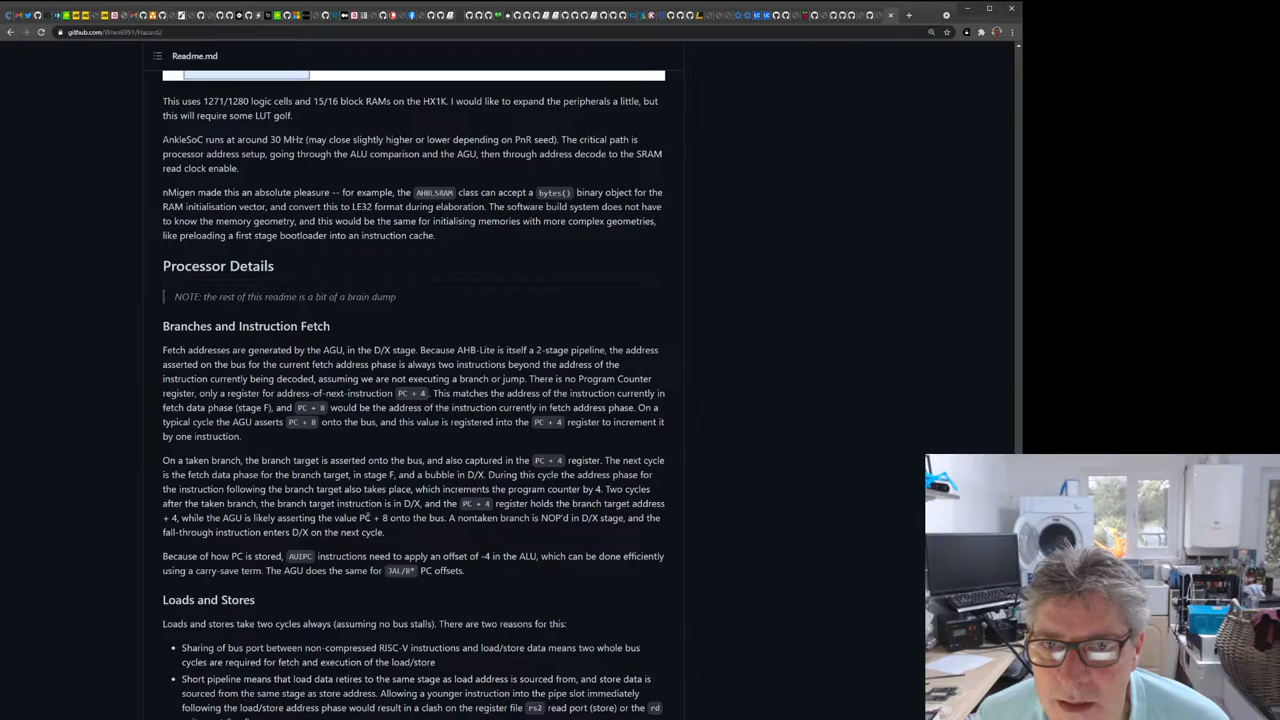 github.com/Wren6991/Hazard2
Readme.md
This uses 1271/1280 logic cells and 15/16 block RAMs on the HX1K. I would like to expand the peripherals a little, but
this will require some LUT golf.
AnkleSoC runs at around 30 MHz (may close slightly higher or lower depending on PnR seed). The critical path is
processor address setup, going through the ALU comparison and the AGU, then through address decode to the SRAM
read clock enable.
nMigen made this an absolute pleasure -- for example, the AHBLSRAM class can accept a bytes() binary object for the
RAM initialisation vector, and convert this to LE32 format during elaboration. The software build system does not have
to know the memory geometry, and this would be the same for initialising memories with more complex geometries,
like preloading a first stage bootloader into an instruction cache.
Processor Details
NOTE: the rest of this readme is a bit of a brain dump
Branches and Instruction Fetch
Fetch addresses are generated by the AGU, in the D/X stage. Because AHB-Lite is itself a 2-stage pipeline, the address
asserted on the bus for the current fetch address phase is always two instructions beyond the address of the
instruction currently being decoded, assuming we are not executing a branch or jump. There is no Program Counter
register, only a register for address-of-next-instruction PC + 4. This matches the address of the instruction currently in
fetch data phase (stage F), and PC + 8 would be the address of the instruction currently in fetch address phase. On a
typical cycle the AGU asserts PC + 8 onto the bus, and this value is registered into the PC + 4 register to increment it
by one instruction.
On a taken branch, the branch target is asserted onto the bus, and also captured in the PC + 4 register. The next cycle
is the fetch data phase for the branch target, in stage F, and a bubble in D/X. During this cycle the address phase for
the instruction following the branch target also takes place, which increments the program counter by 4. Two cycles
after the taken branch, the branch target instruction is in D/X, and the PC + 4 register holds the branch target address
+ 4, while the AGU is likely asserting the value PC + 8 onto the bus. A nontaken branch is NOP'd in D/X stage, and the
fall-through instruction enters D/X on the next cycle.
Because of how PC is stored, AUIPC instructions need to apply an offset of -4 in the ALU, which can be done efficiently
using a carry-save term. The AGU does the same for JAL/B* PC offsets.
Loads and Stores
Loads and stores take two cycles always (assuming no bus stalls). There are two reasons for this:
• Sharing of bus port between non-compressed RISC-V instructions and load/store data means two whole bus
cycles are required for fetch and execution of the load/store
• Short pipeline means that load data retires to the same stage as load address is sourced from, and store data is
sourced from the same stage as store address. Allowing a younger instruction into the pipe slot immediately
following the load/store address phase would result in a clash on the register file rs2 read port (store) or the rd